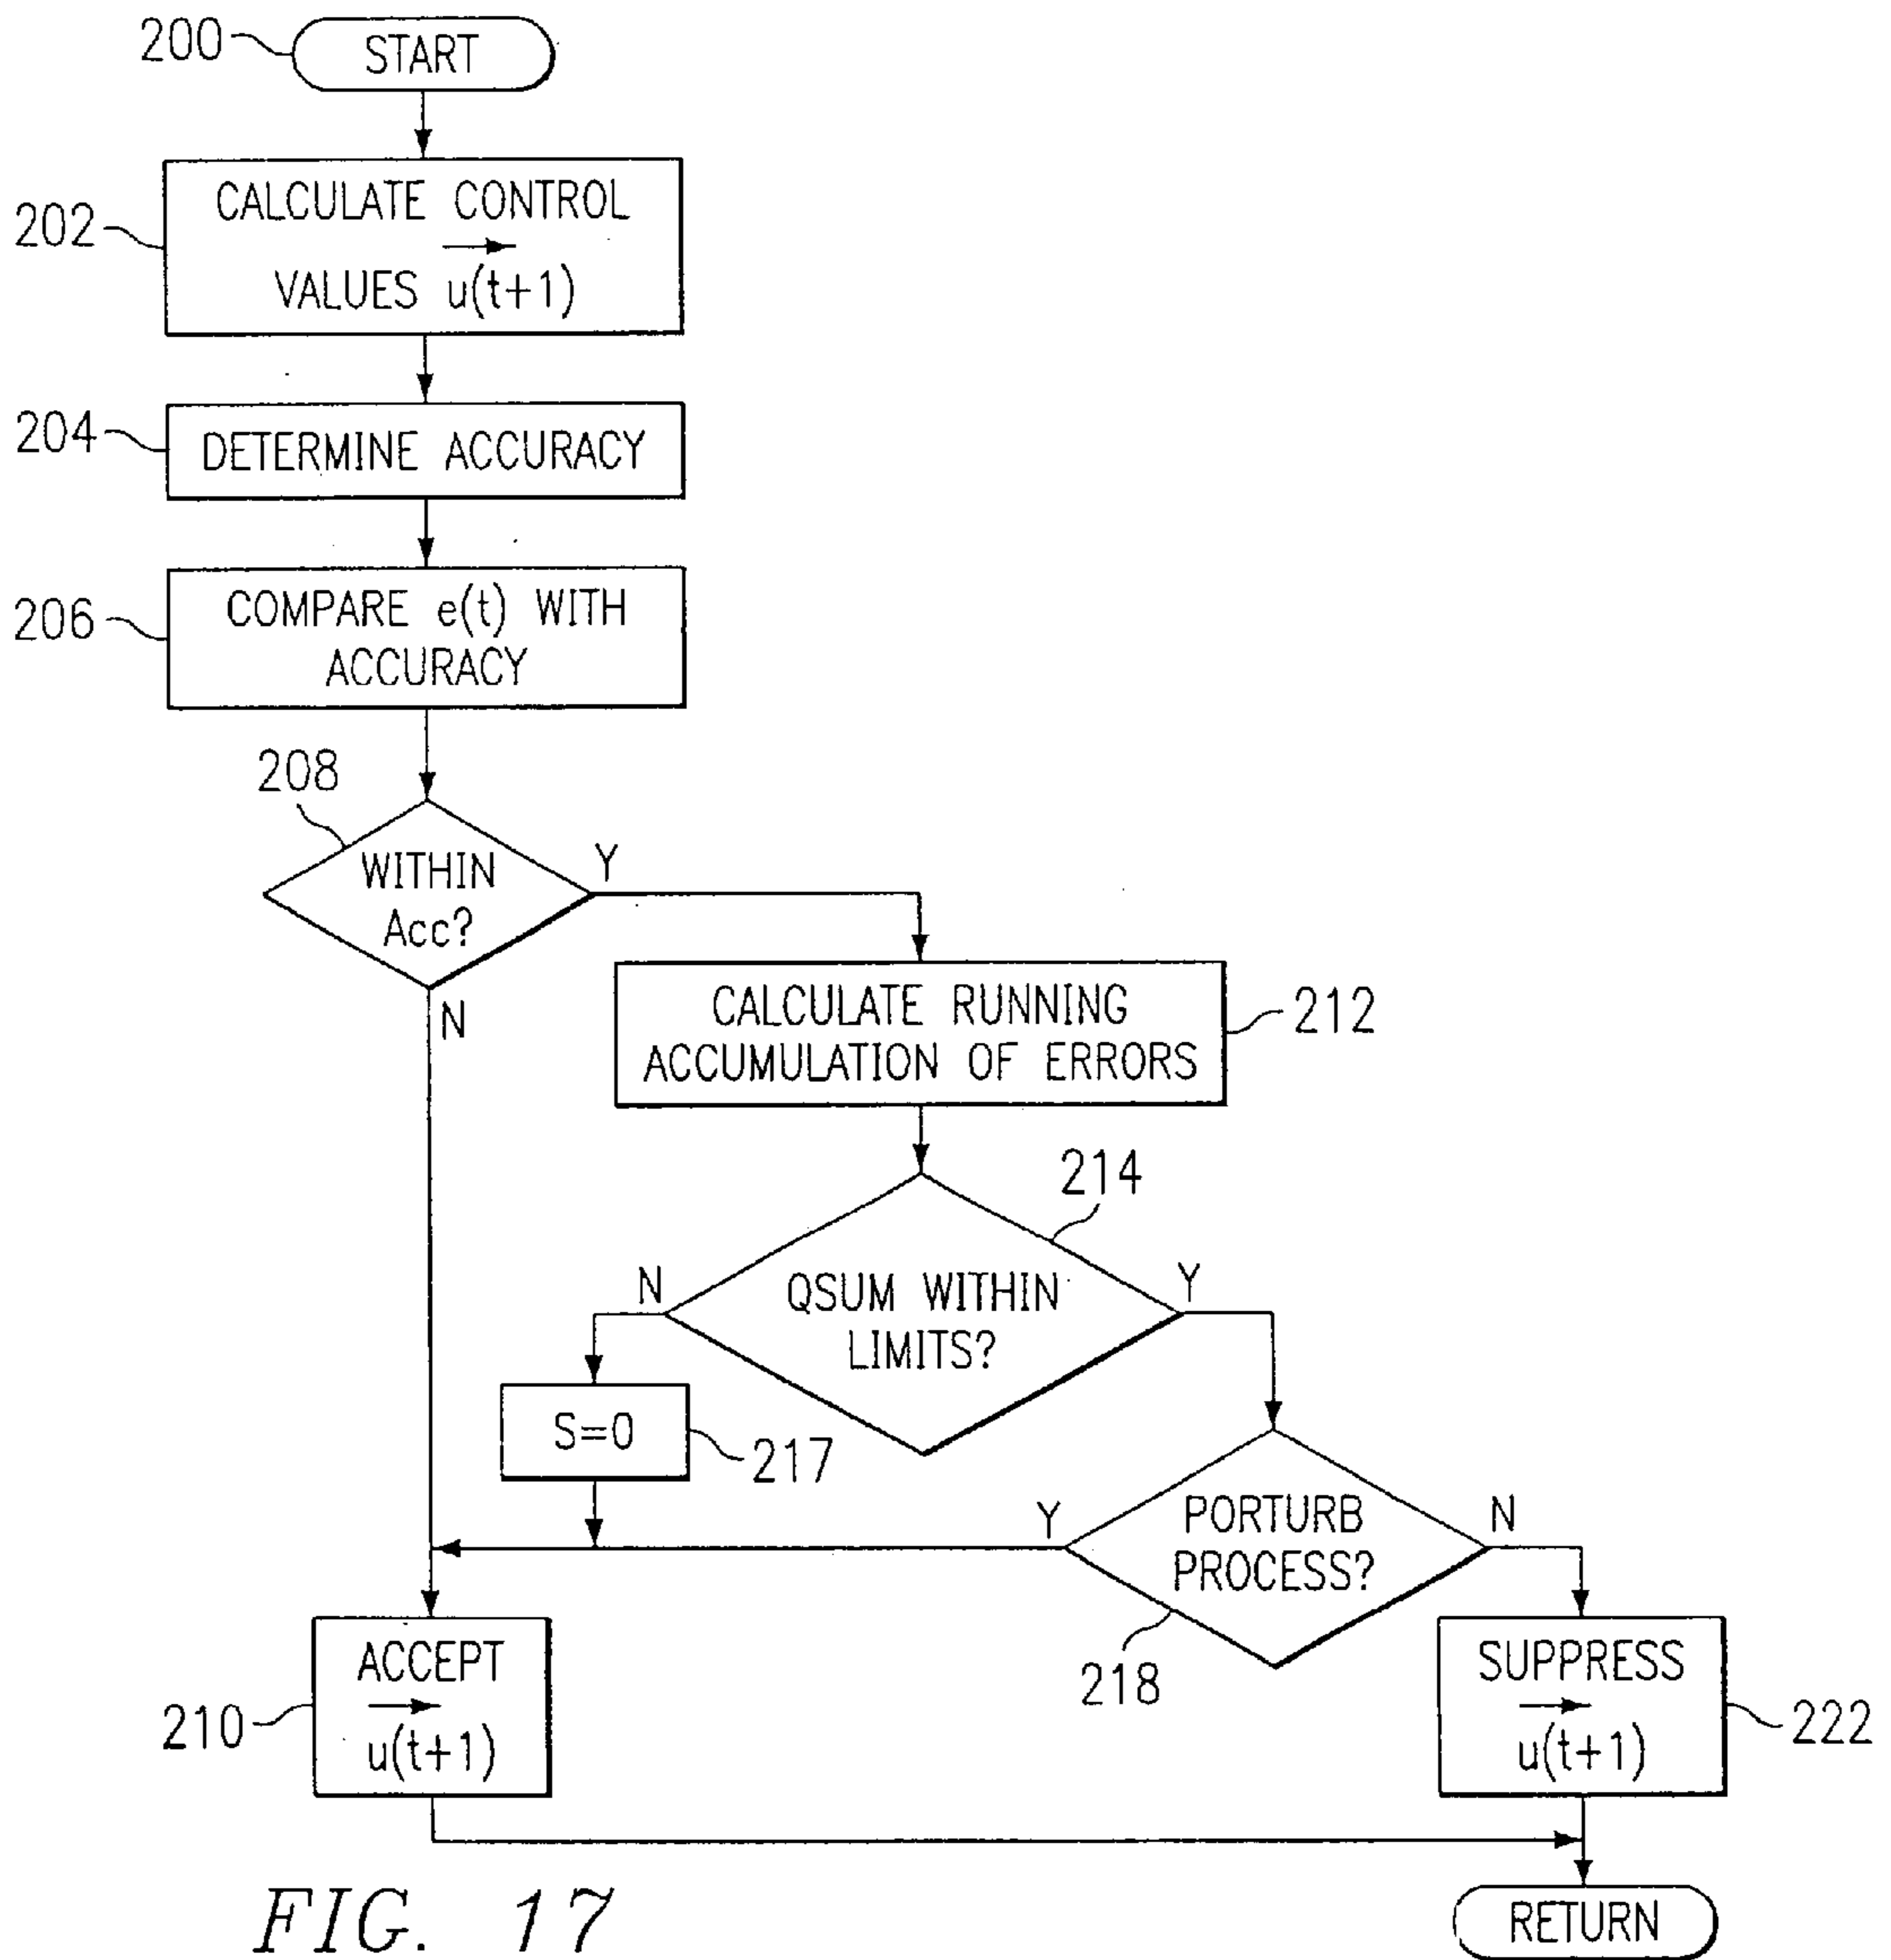 200
START
202
CALCULATE CONTROL
VALUES u(t+1)
204
DETERMINE ACCURACY
206
COMPARE e(t) WITH
ACCURACY
208
WITHIN
Acc?
Y
N
CALCULATE RUNNING
ACCUMULATION OF ERRORS
212
214
QSUM WITHIN
LIMITS?
N
Y
S=0
217
PORTURB
PROCESS?
Y
N
218
ACCEPT
u(t+1)
210
SUPPRESS
u(t+1)
222
RETURN
FIG. 17